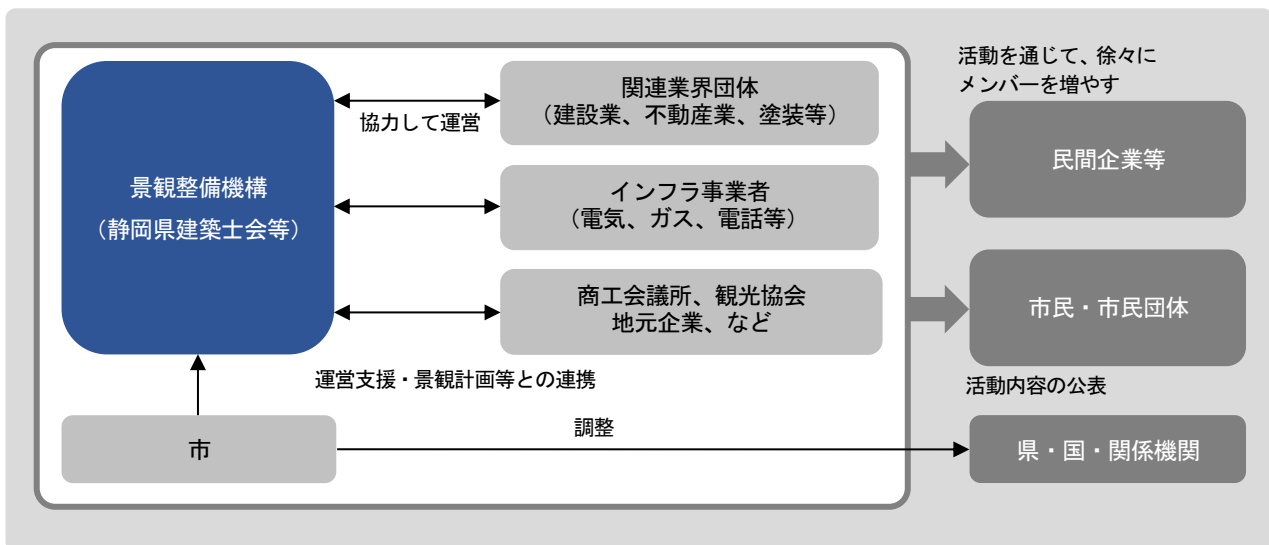 景観整備機構
（静岡県建築士会等）
協力して運営
関連業界団体
（建設業、不動産業、塗装等）
インフラ事業者
（電気、ガス、電話等）
商工会議所、観光協会
地元企業、など
運営支援・景観計画等との連携
市
調整
活動を通じて、徐々に
メンバーを増やす
民間企業等
市民・市民団体
活動内容の公表
県・国・関係機関